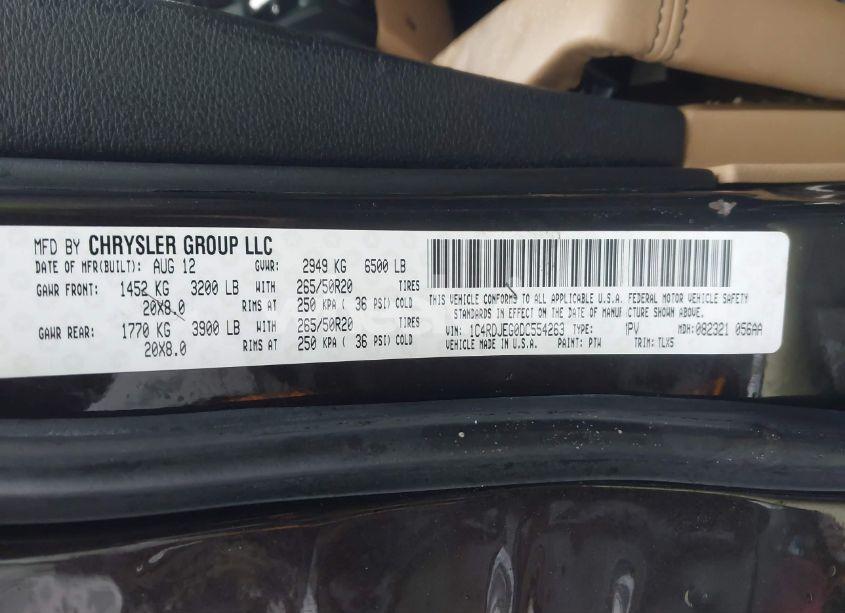 MFD BY CHRYSLER GROUP LLC
DATE OF MFR(BUILT): AUG 12 GVWR: 2949 KG 6500 LB
GAWR FRONT: 1452 KG 3200 LB WITH 265/50R20 TIRES
20X8.0 RIMS AT 250 KPA ( 36 PSI) COLD
GAWR REAR: 1770 KG 3900 LB WITH 265/50R20 TIRES
20X8.0 RIMS AT 250 KPA ( 36 PSI) COLD
THIS VEHICLE CONFORMS TO ALL APPLICABLE U.S.A. FEDERAL MOTOR VEHICLE SAFETY
STANDARDS IN EFFECT ON THE DATE OF MANUFACTURE SHOWN ABOVE.
VIN: 1C4RDJEG0DC554263 TYPE: 1PV MDH: 082321 056AA
VEHICLE MADE IN U.S.A. PAINT: PTW TRIM: TLX5